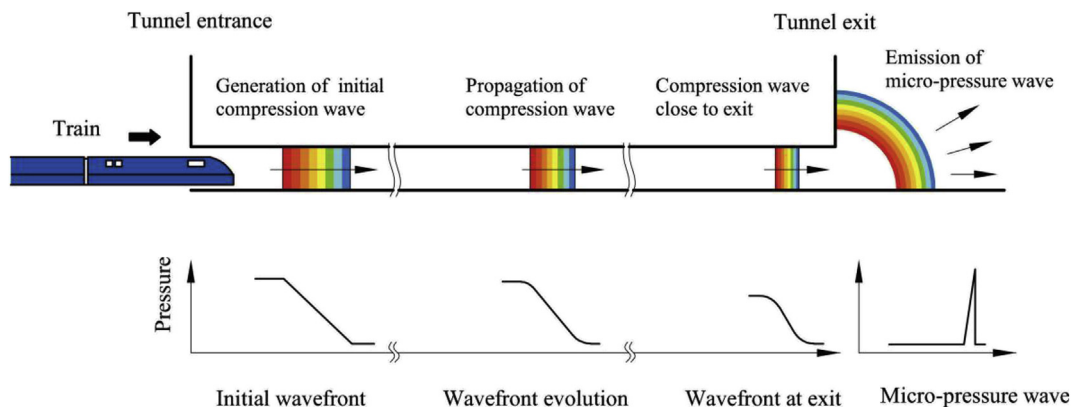 Tunnel entrance
Tunnel exit
Generation of initial
compression wave
Propagation of
compression wave
Compression wave
close to exit
Emission of
micro-pressure wave
Train
Pressure
Initial wavefront
Wavefront evolution
Wavefront at exit
Micro-pressure wave